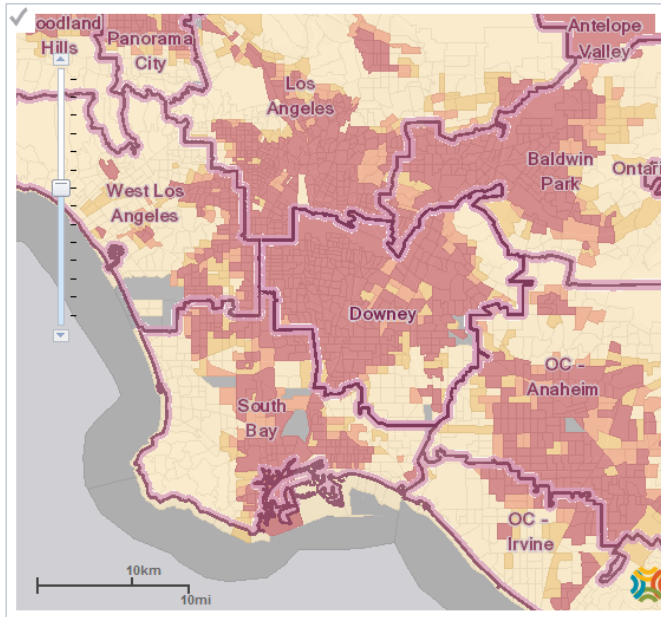 oodland
Hills
Panorama
City
Antelope
Valley
Los
Angeles
Baldwin
Park
Ontari
West Los
Angeles
Downey
OC -
Anaheim
South
Bay
OC -
Irvine
10km
10mi